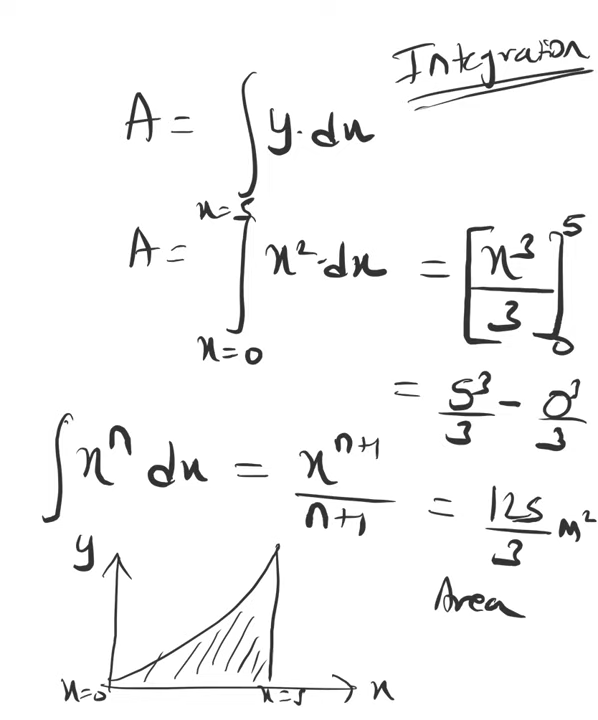 Integration
A = ∫ y. dx
A = ∫ x=0 x=5 x². dx = [x³/3]₀⁵
= 5³/3 - 0³/3
∫ xⁿ dx = xⁿ⁺¹/n+1
= 125/3 M²
Area
y
x=0 x=5 x